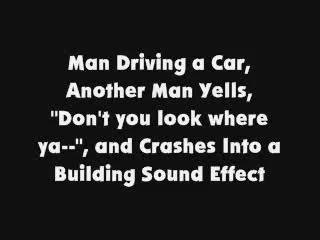 Man Driving a Car,
Another Man Yells,
"Don't you look where
ya--", and Crashes Into a
Building Sound Effect